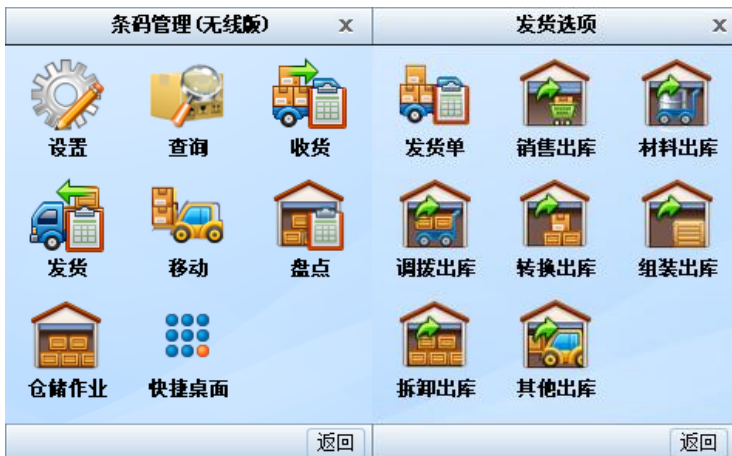 条码管理(无线版) x
设置 查询 收货
发货 移动 盘点
仓储作业 快捷桌面
返回
发货选项 x
发货单 销售出库 材料出库
调拨出库 转换出库 组装出库
拆卸出库 其他出库
返回